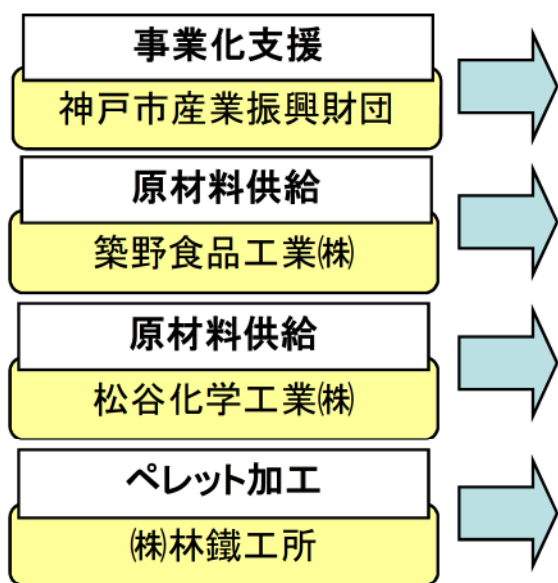 事業化支援
神戸市産業振興財団
原材料供給
築野食品工業㈱
原材料供給
松谷化学工業㈱
ペレット加工
㈱林鐵工所